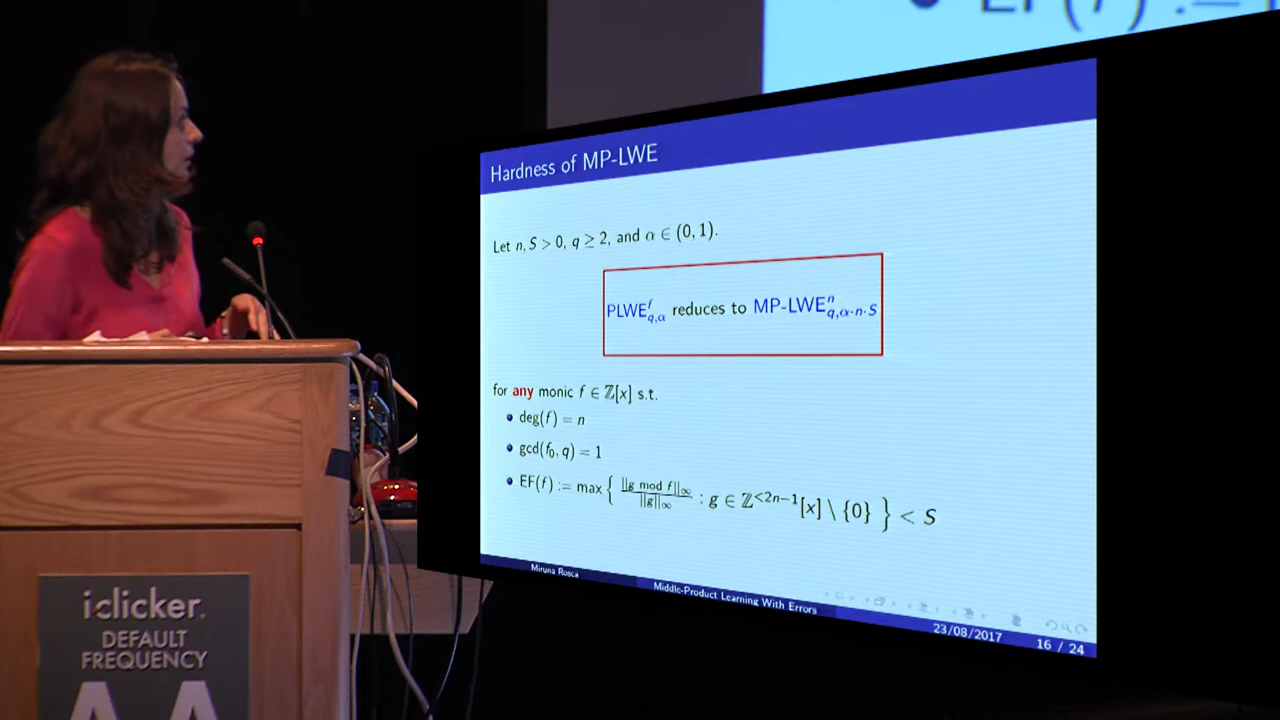 Hardness of MP-LWE
Let n, S > 0, q ≥ 2, and α ∈ (0, 1).
PLWE^f_{q,α} reduces to MP-LWE^n_{q,α·n·S}
for any monic f ∈ ℤ[x] s.t.
deg(f) = n
gcd(f₀, q) = 1
EF(f) := max { ||g mod f||∞ / ||g||∞ : g ∈ ℤ^{<2n−1}[x] \ {0} } < S
Miruna Rosca
Middle-Product Learning With Errors
23/08/2017
16 / 24
i>clicker.
DEFAULT
FREQUENCY
AA